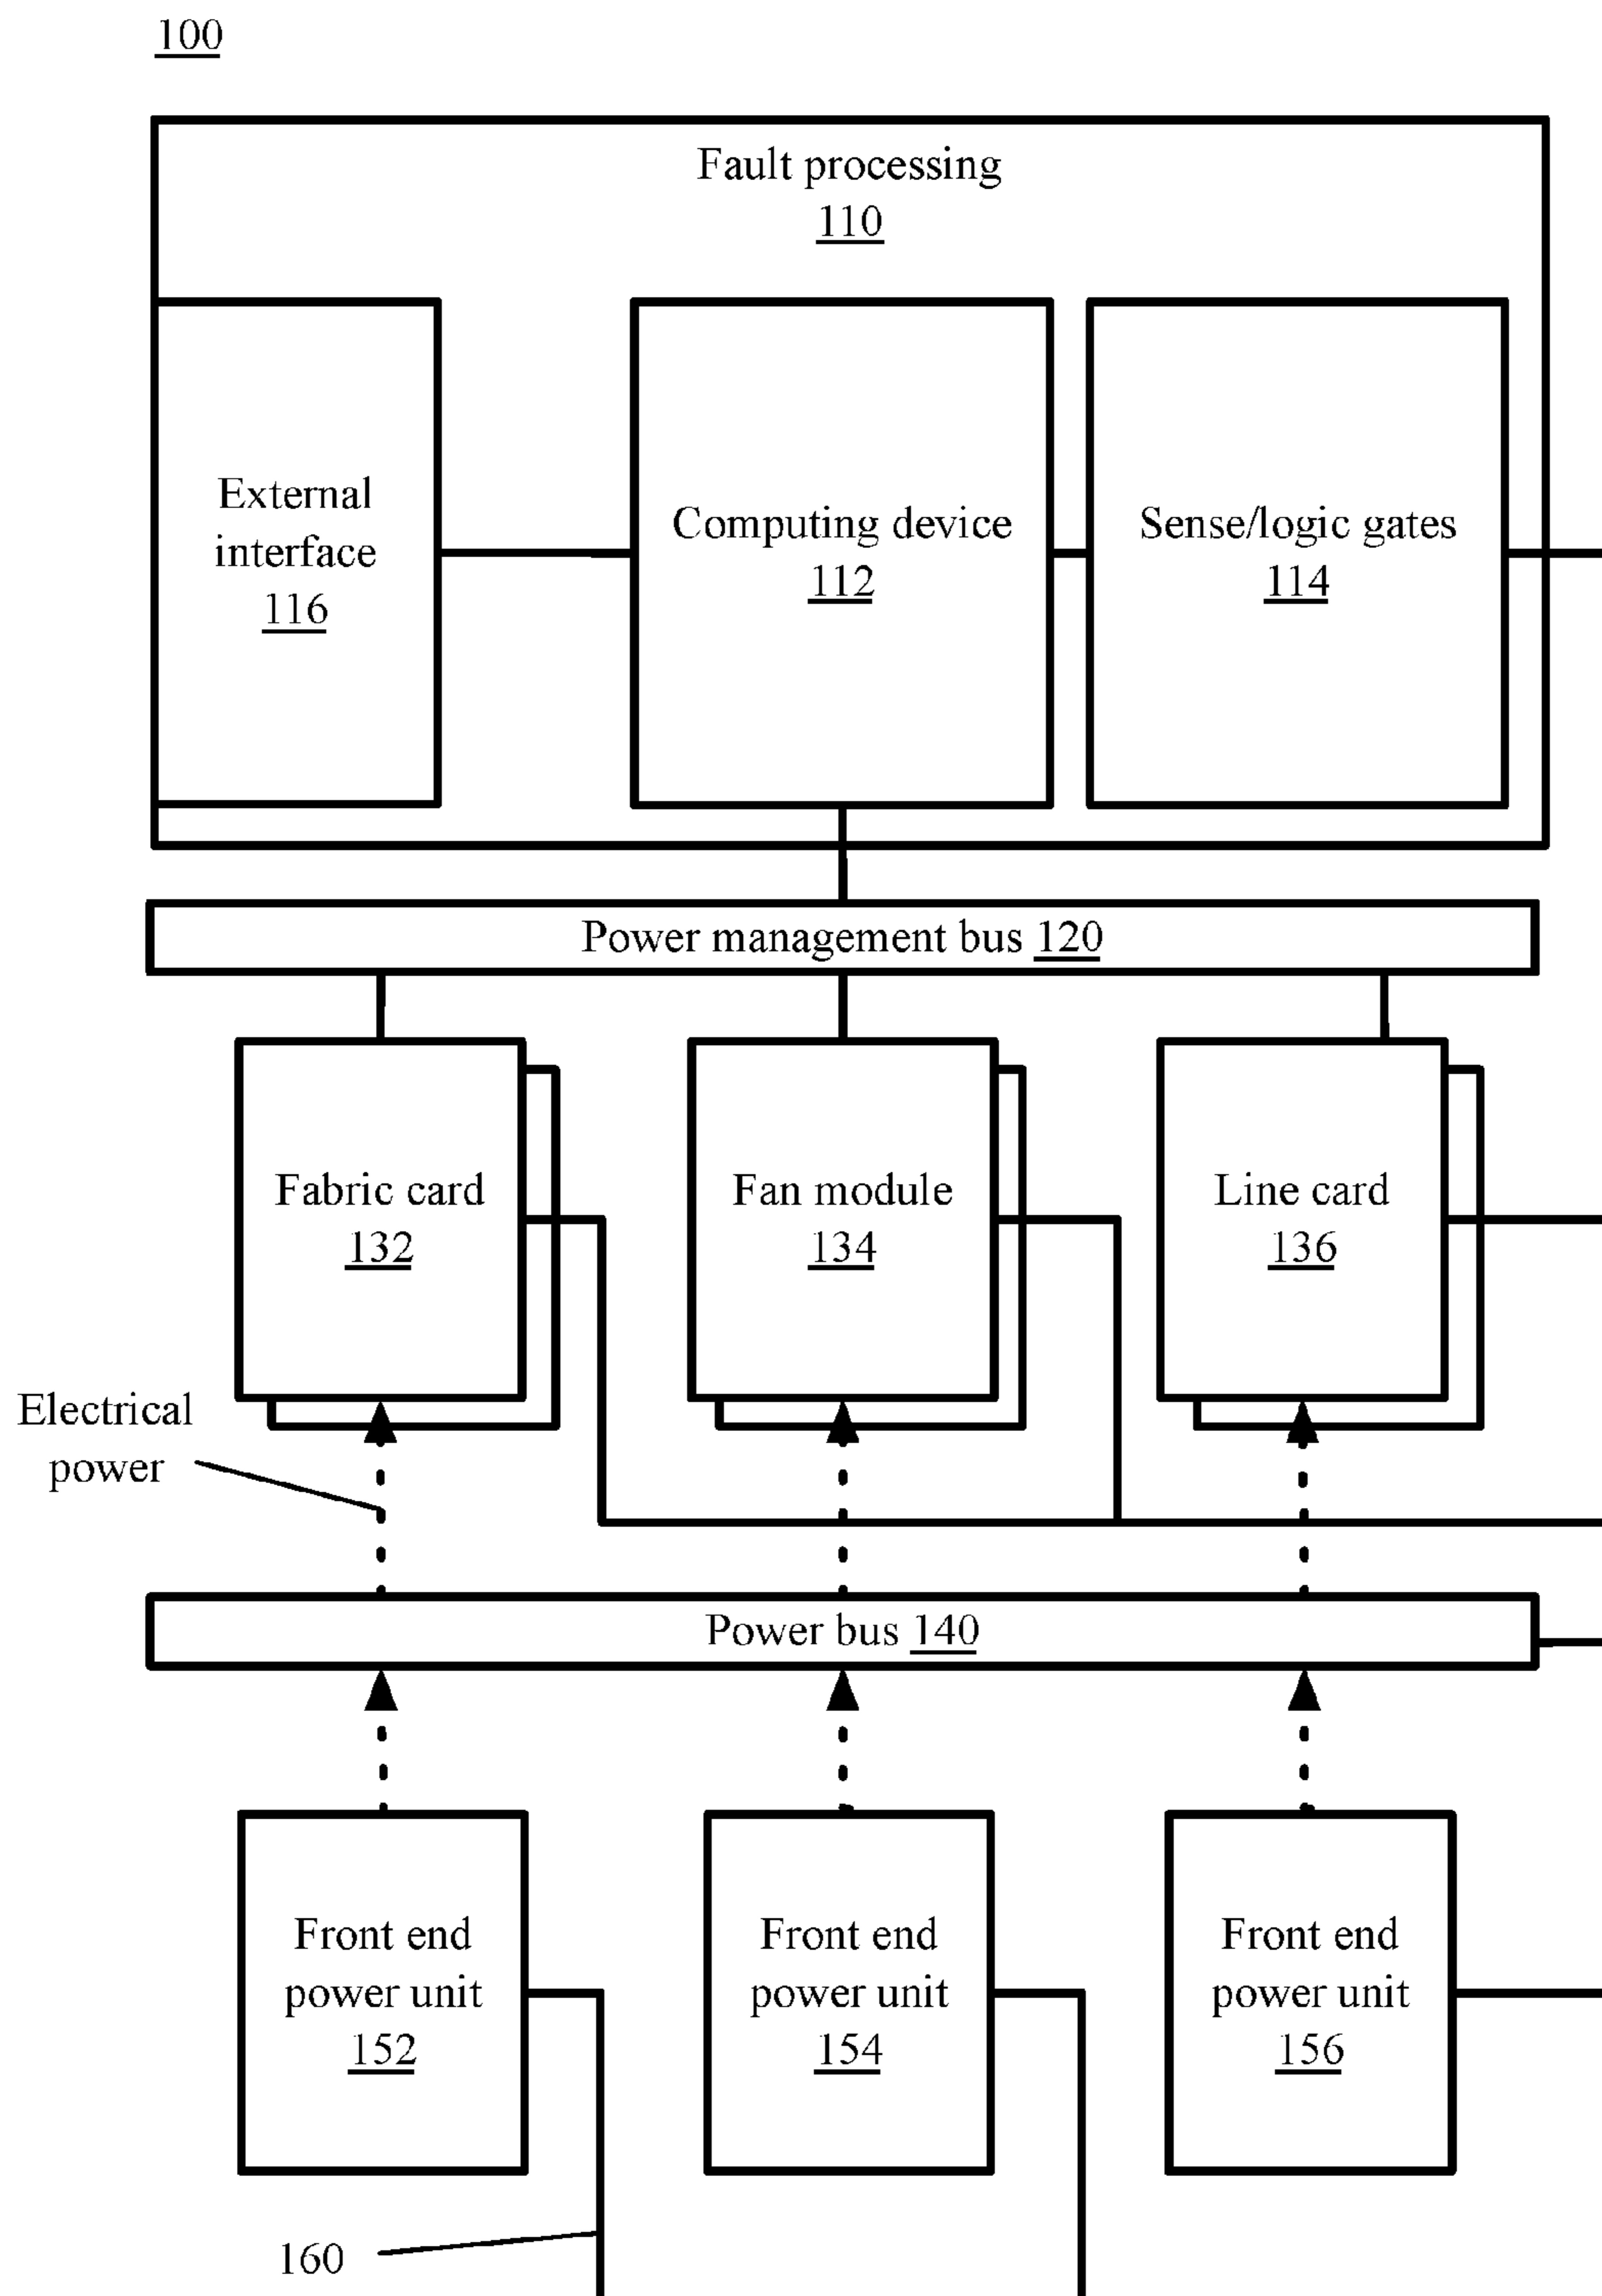 100
Fault processing
110
External
interface
116
Computing device
112
Sense/logic gates
114
Power management bus 120
Fabric card
132
Fan module
134
Line card
136
Electrical
power
Power bus 140
Front end
power unit
152
Front end
power unit
154
Front end
power unit
156
160